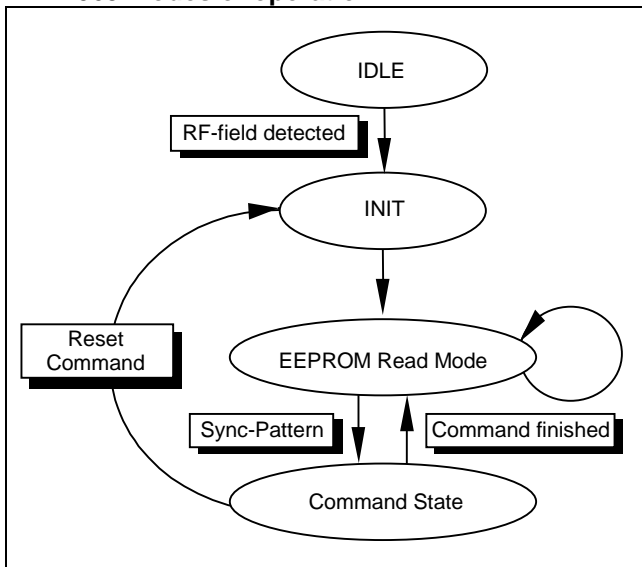 IDLE
RF-field detected
INIT
Reset
Command
EEPROM Read Mode
Sync-Pattern
Command finished
Command State